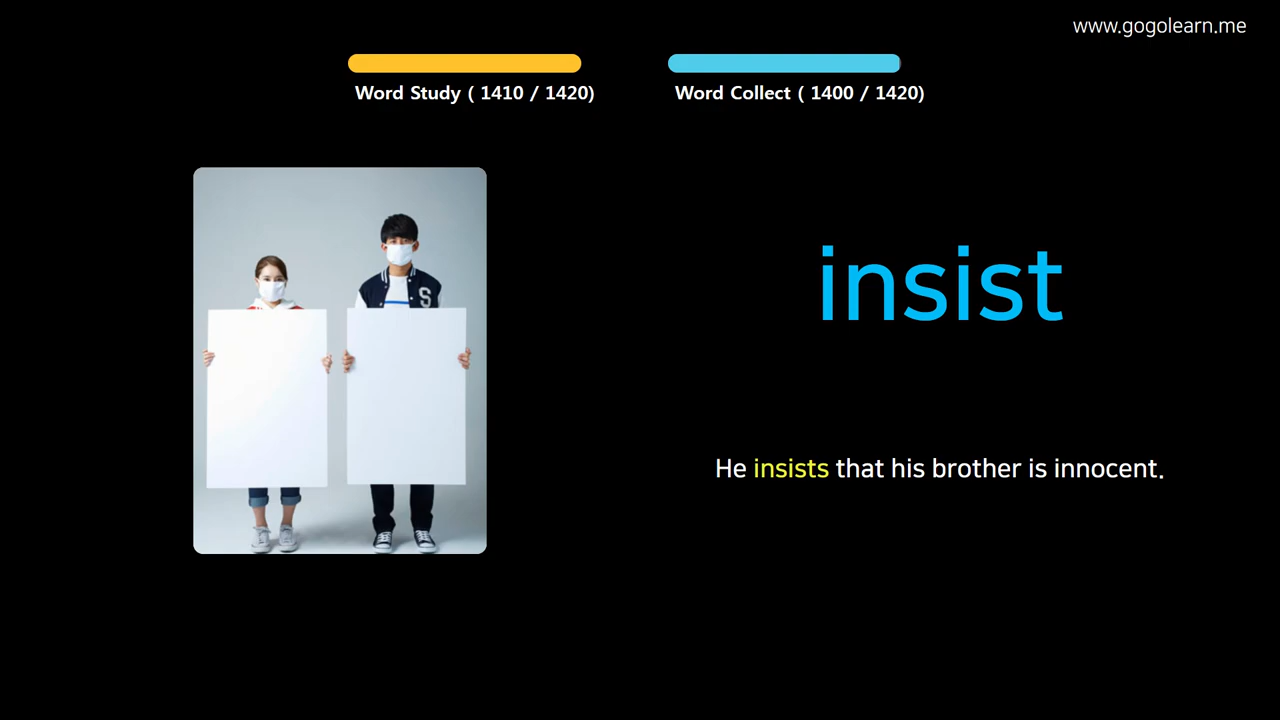 www.gogolearn.me
Word Study ( 1410 / 1420)
Word Collect ( 1400 / 1420)
S
insist
He insists that his brother is innocent.